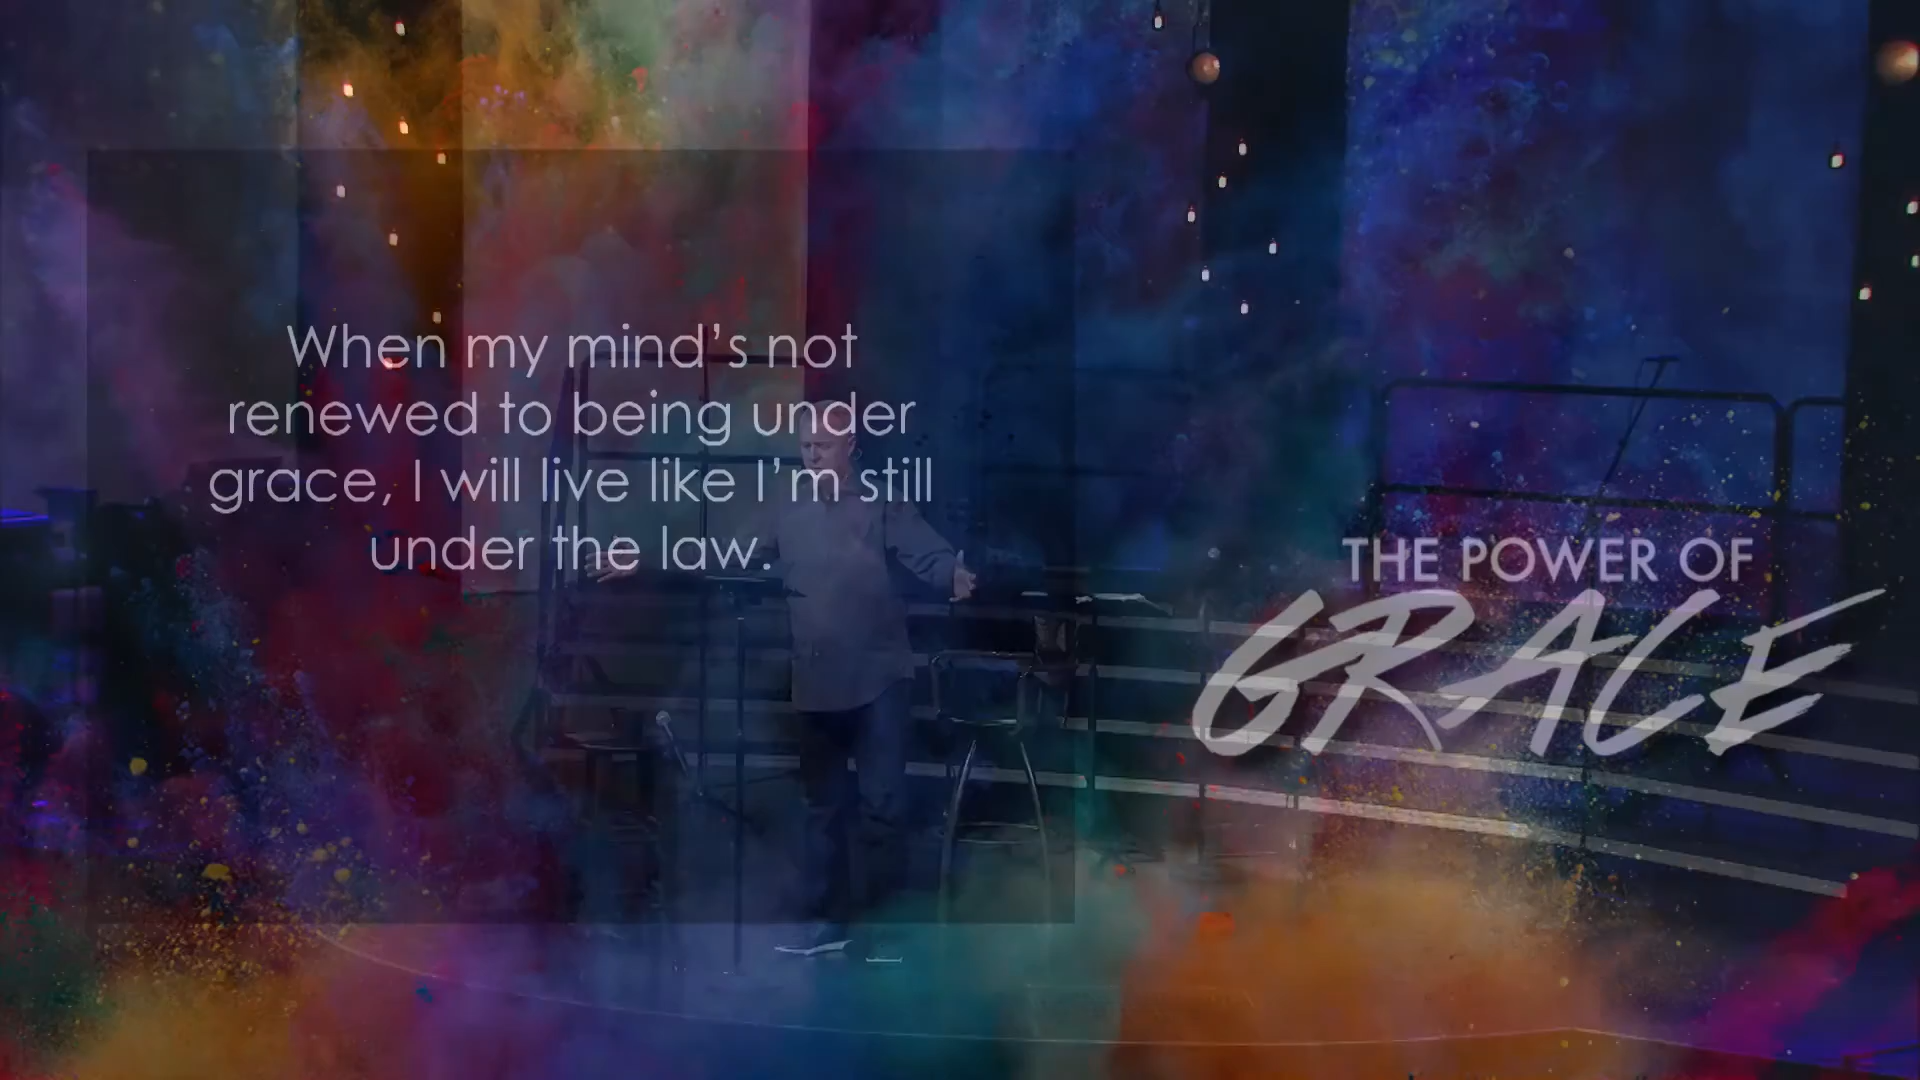 When my mind's not
renewed to being under
grace, I will live like I'm still
under the law.
THE POWER OF
GRACE